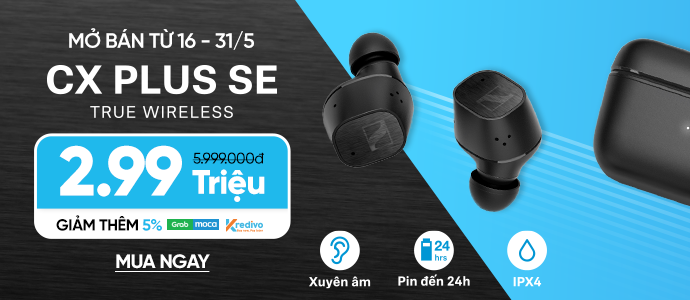 MỞ BÁN TỪ 16 - 31/5
CX PLUS SE
TRUE WIRELESS
5.999.000đ
2.99 Triệu
GIẢM THÊM 5% Grab moca Kredivo
MUA NGAY
24 hrs
Xuyên âm Pin đến 24h IPX4